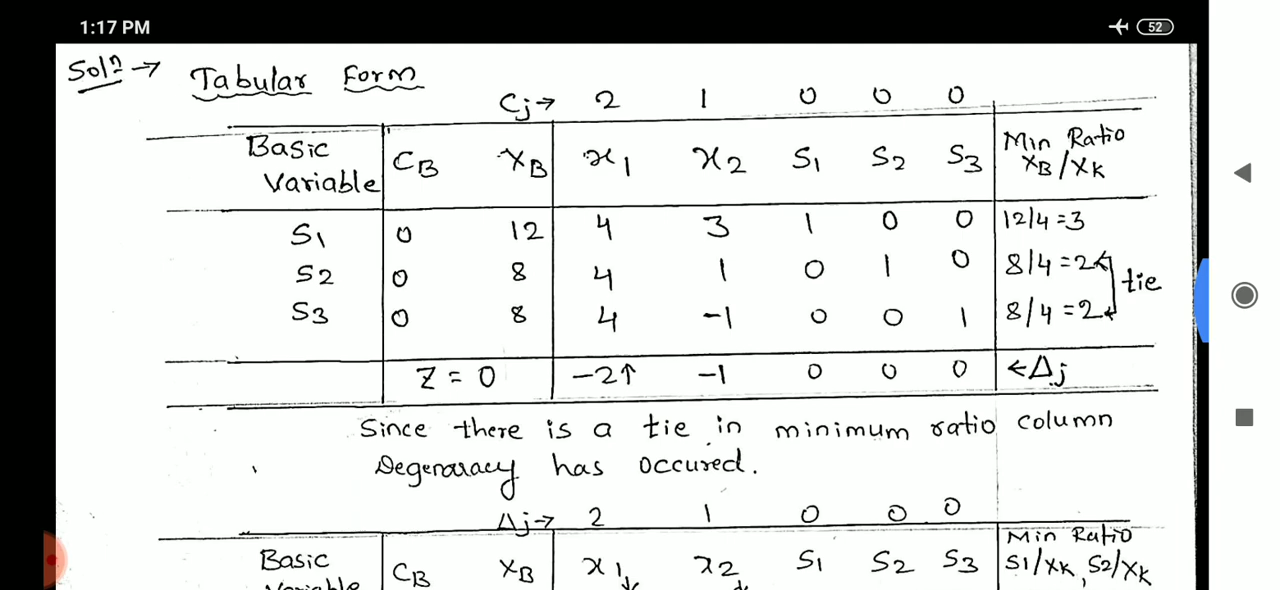 1:17 PM
52
Soln → Tabular Form
Cj→ 2 1 0 0 0
Basic Variable CB XB x1 x2 S1 S2 S3 Min Ratio XB/XK
S1 0 12 4 3 1 0 0 12/4 = 3
S2 0 8 4 1 0 1 0 8/4 = 2 ← tie
S3 0 8 4 -1 0 0 1 8/4 = 2 ←
Z = 0 -2↑ -1 0 0 0 ←Δj
Since there is a tie in minimum ratio column
Degenaracy has occured.
Δj→ 2 1 0 0 0
Basic Variable CB XB x1 x2 S1 S2 S3 Min Ratio S1/XK, S2/XK